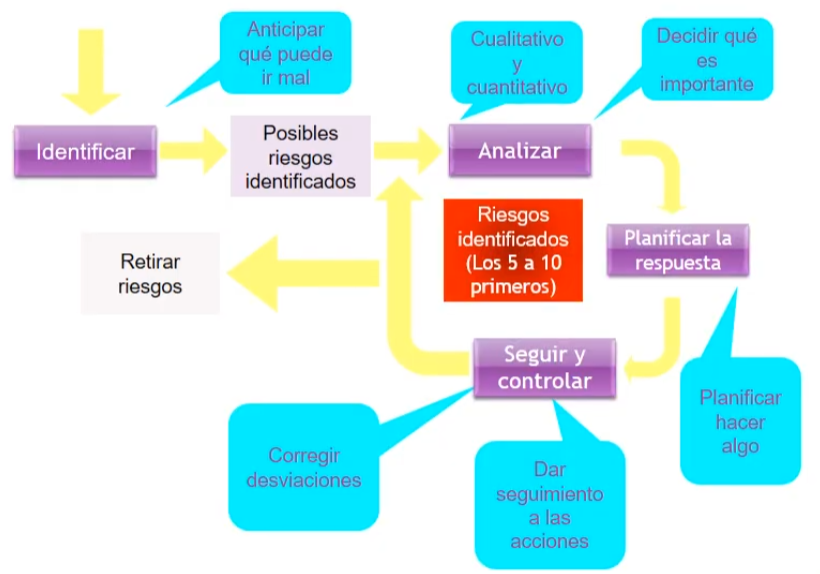 Anticipar
qué puede
ir mal
Cualitativo
y
cuantitativo
Decidir qué
es
importante
Identificar
Posibles
riesgos
identificados
Analizar
Riesgos
identificados
(Los 5 a 10
primeros)
Planificar la
respuesta
Retirar
riesgos
Seguir y
controlar
Planificar
hacer
algo
Corregir
desviaciones
Dar
seguimiento
a las
acciones